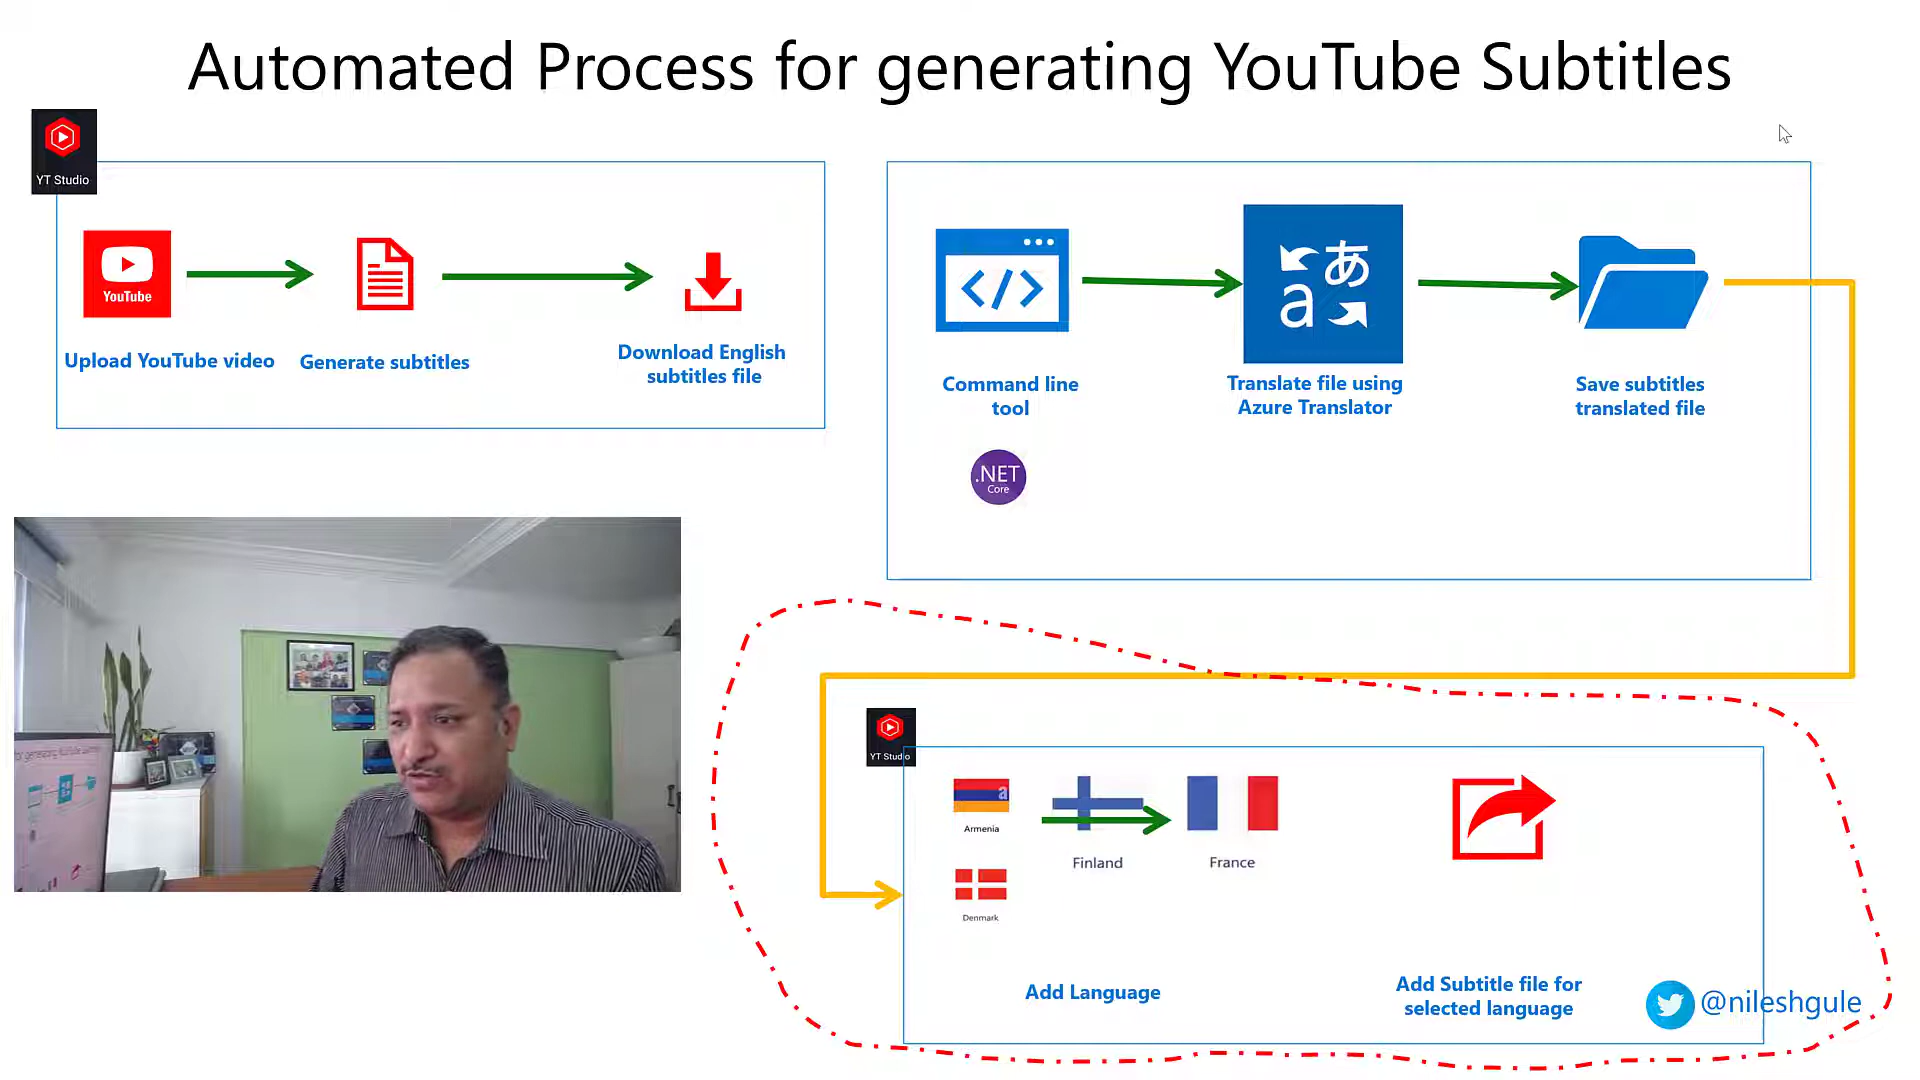 Automated Process for generating YouTube Subtitles
YT Studio
YouTube
Upload YouTube video
Generate subtitles
Download English
subtitles file
</>
あ
a
Command line
tool
.NET
Core
Translate file using
Azure Translator
Save subtitles
translated file
YT Studio
a
Armenia
Finland
France
Denmark
Add Language
Add Subtitle file for
selected language
@nileshgule